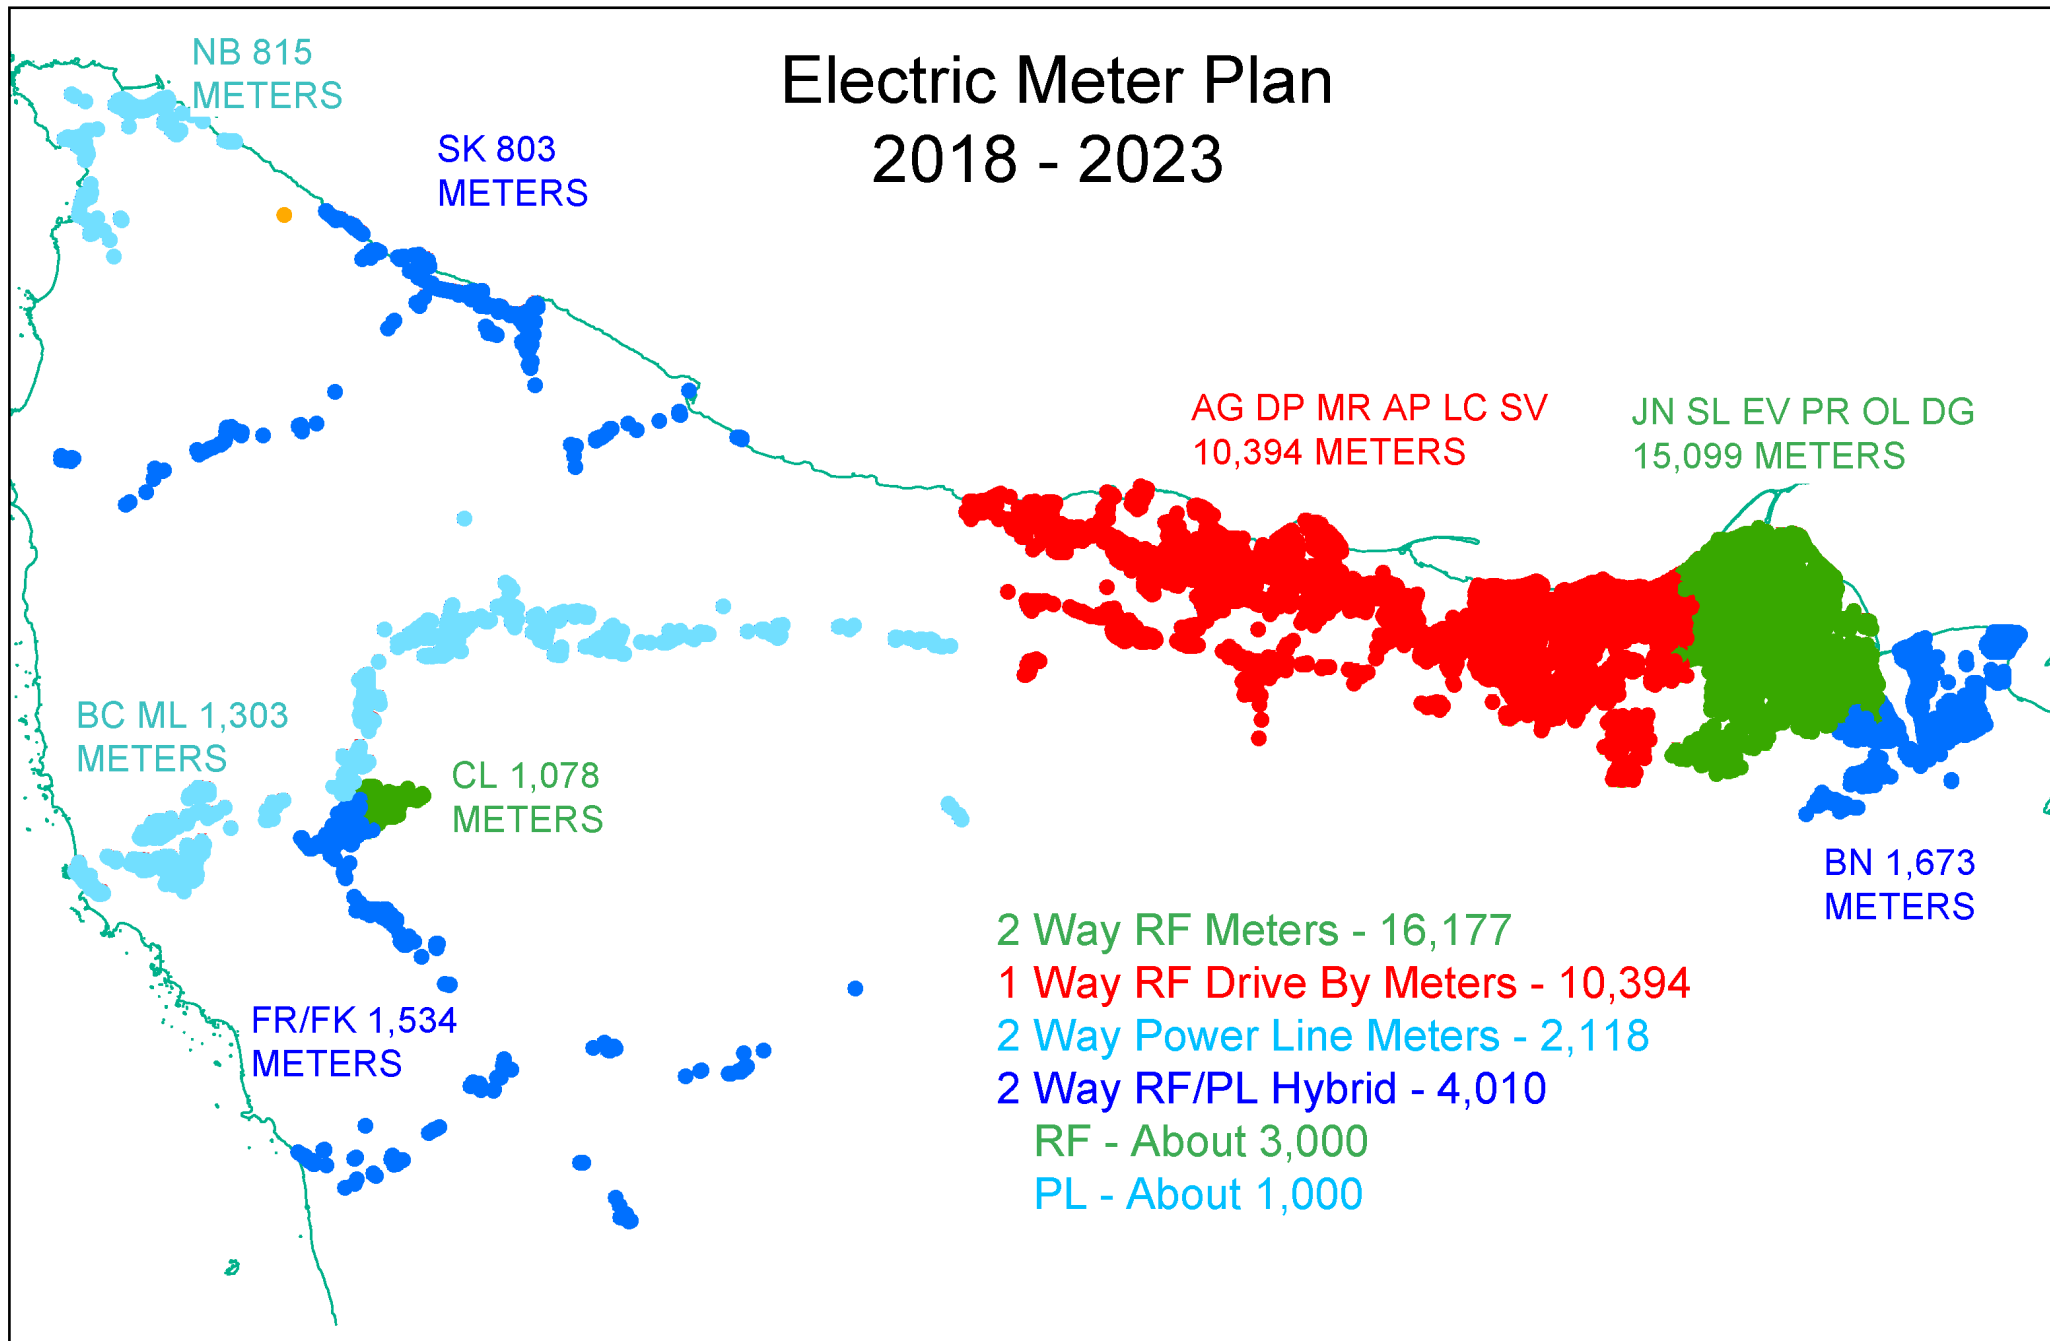 Electric Meter Plan
2018 - 2023
NB 815
METERS
SK 803
METERS
AG DP MR AP LC SV
10,394 METERS
JN SL EV PR OL DG
15,099 METERS
BC ML 1,303
METERS
CL 1,078
METERS
BN 1,673
METERS
FR/FK 1,534
METERS
2 Way RF Meters - 16,177
1 Way RF Drive By Meters - 10,394
2 Way Power Line Meters - 2,118
2 Way RF/PL Hybrid - 4,010
RF - About 3,000
PL - About 1,000